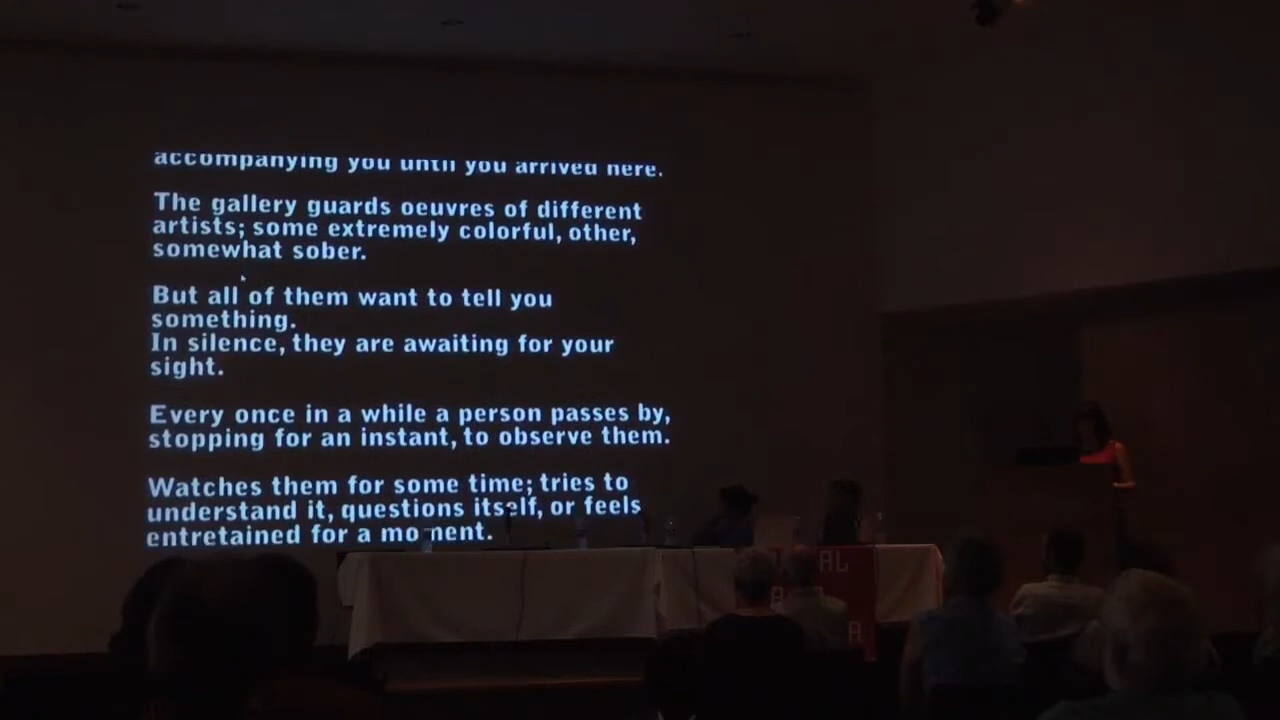 accompanying you until you arrived here.
The gallery guards oeuvres of different
artists; some extremely colorful, other,
somewhat sober.
But all of them want to tell you
something.
In silence, they are awaiting for your
sight.
Every once in a while a person passes by,
stopping for an instant, to observe them.
Watches them for some time; tries to
understand it, questions itself, or feels
entretained for a moment.
AL
A
A